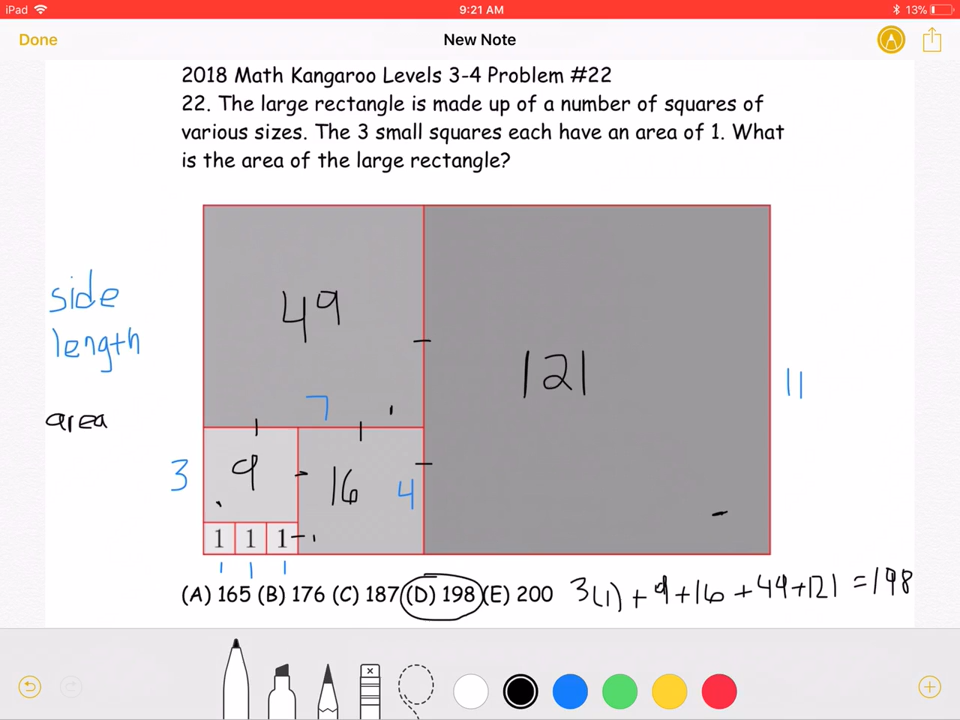 iPad 9:21 AM 13%
Done New Note
2018 Math Kangaroo Levels 3-4 Problem #22
22. The large rectangle is made up of a number of squares of
various sizes. The 3 small squares each have an area of 1. What
is the area of the large rectangle?
side
length
area
49
121
11
7
3
9
16
4
1 1 1
1 1 1
(A) 165 (B) 176 (C) 187 (D) 198 (E) 200
3(1) + 9 + 16 + 49 + 121 = 198